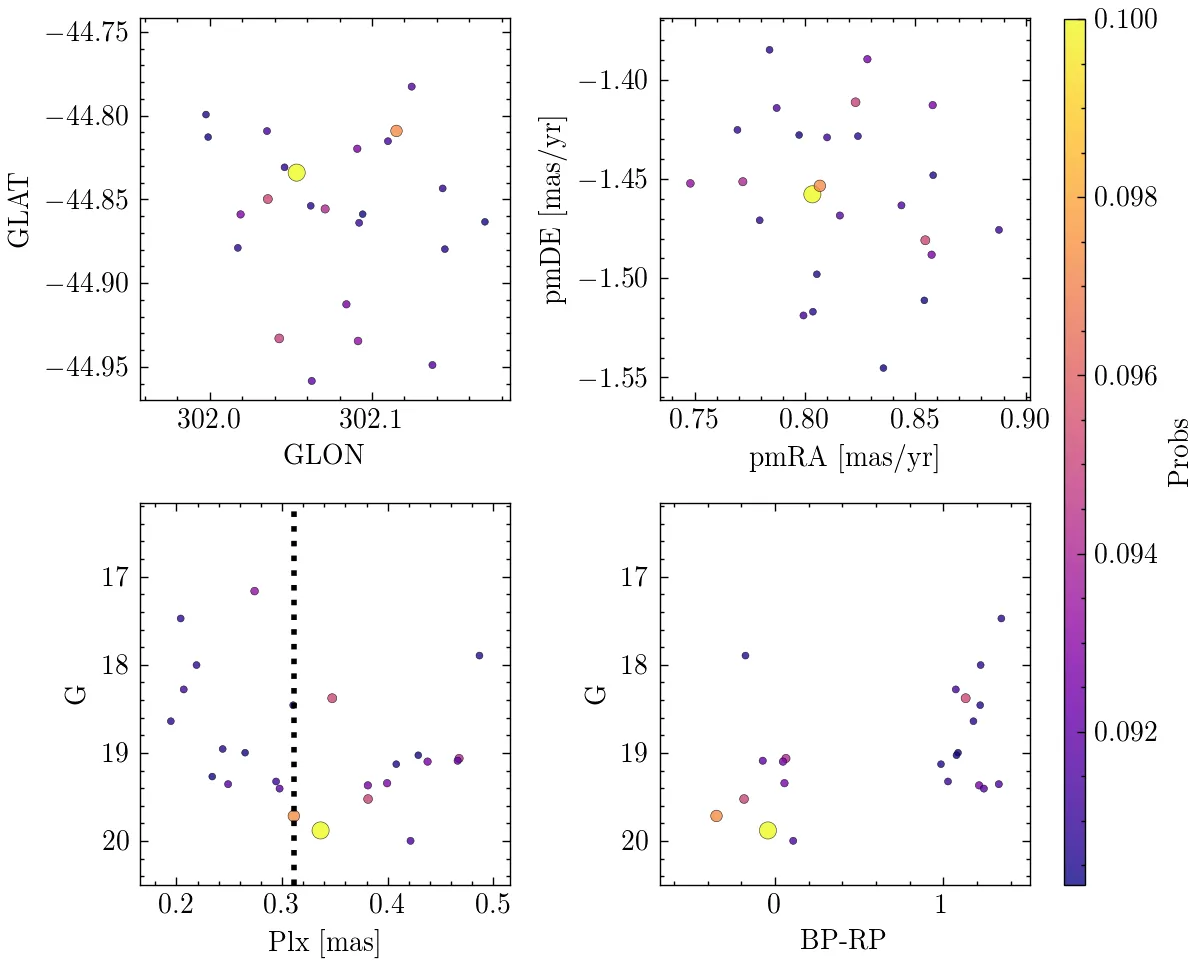 −44.75
−44.80
−44.85
−44.90
−44.95
GLAT
302.0 302.1
GLON
−1.40
−1.45
−1.50
−1.55
pmDE [mas/yr]
0.75 0.80 0.85 0.90
pmRA [mas/yr]
17
18
19
20
G
0.2 0.3 0.4 0.5
Plx [mas]
17
18
19
20
G
0 1
BP-RP
0.100
0.098
0.096
0.094
0.092
Probs